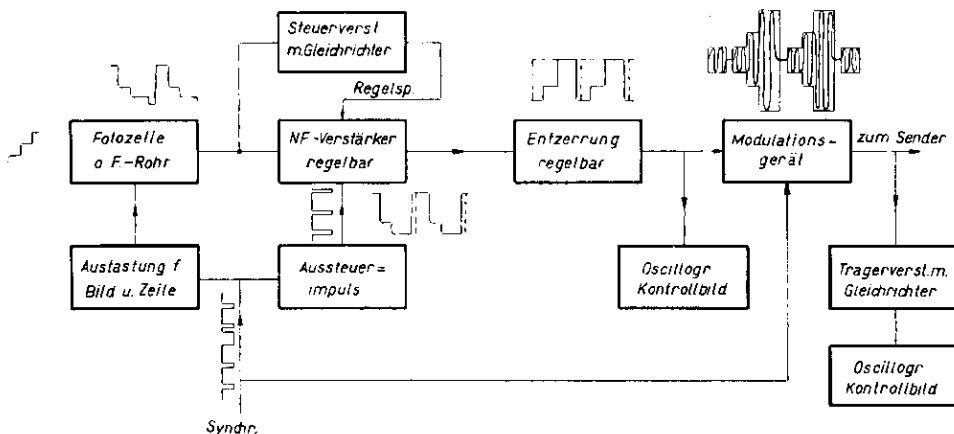 Steuerverst
m.Gleichrichter
Regelsp.
Fotozelle
o F.-Rohr
NF-Verstärker
regelbar
Entzerrung
regelbar
Modulations-
gerät
zum Sender
Austastung f
Bild u. Zeile
Aussteuer=
impuls
Oscillogr
Kontrollbild
Tragerverst.m.
Gleichrichter
Oscillogr
Kontrollbild
Synchr.